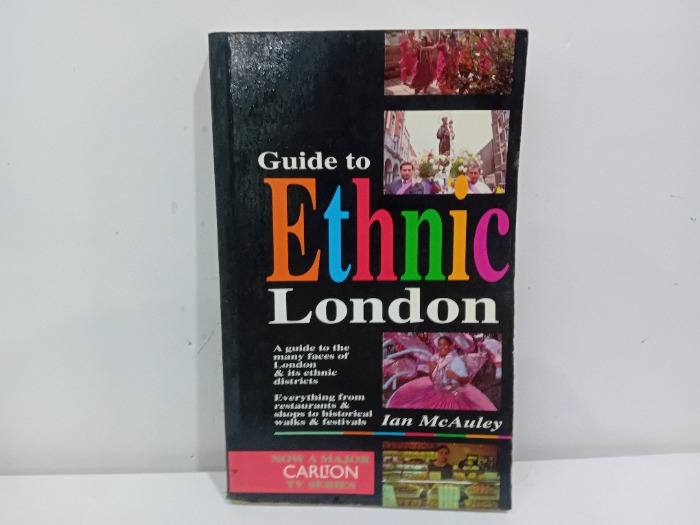 Guide to
Ethnic
London
A guide to the
many faces of
London
& its ethnic
districts
Everything from
restaurants &
shops to historical
walks & festivals
Ian McAuley
NOW A MAJOR
CARLTON
TV SERIES